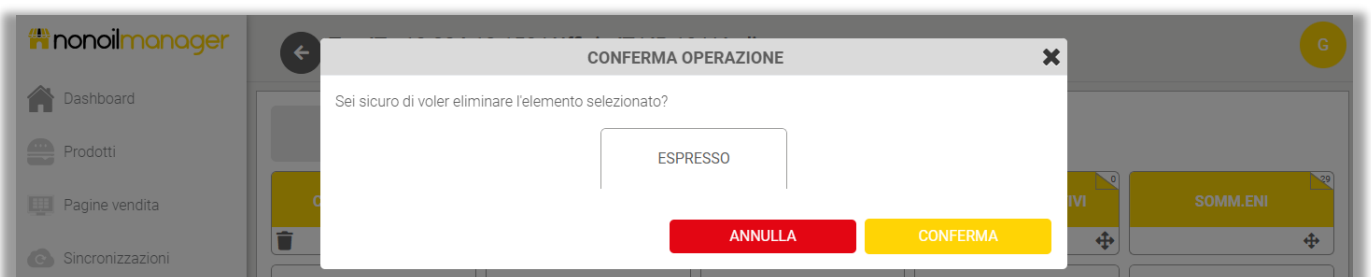 nonoilmanager
G
CONFERMA OPERAZIONE
Dashboard
Sei sicuro di voler eliminare l'elemento selezionato?
Prodotti
ESPRESSO
Pagine vendita
0
29
IVI
SOMM.ENI
ANNULLA
CONFERMA
Sincronizzazioni